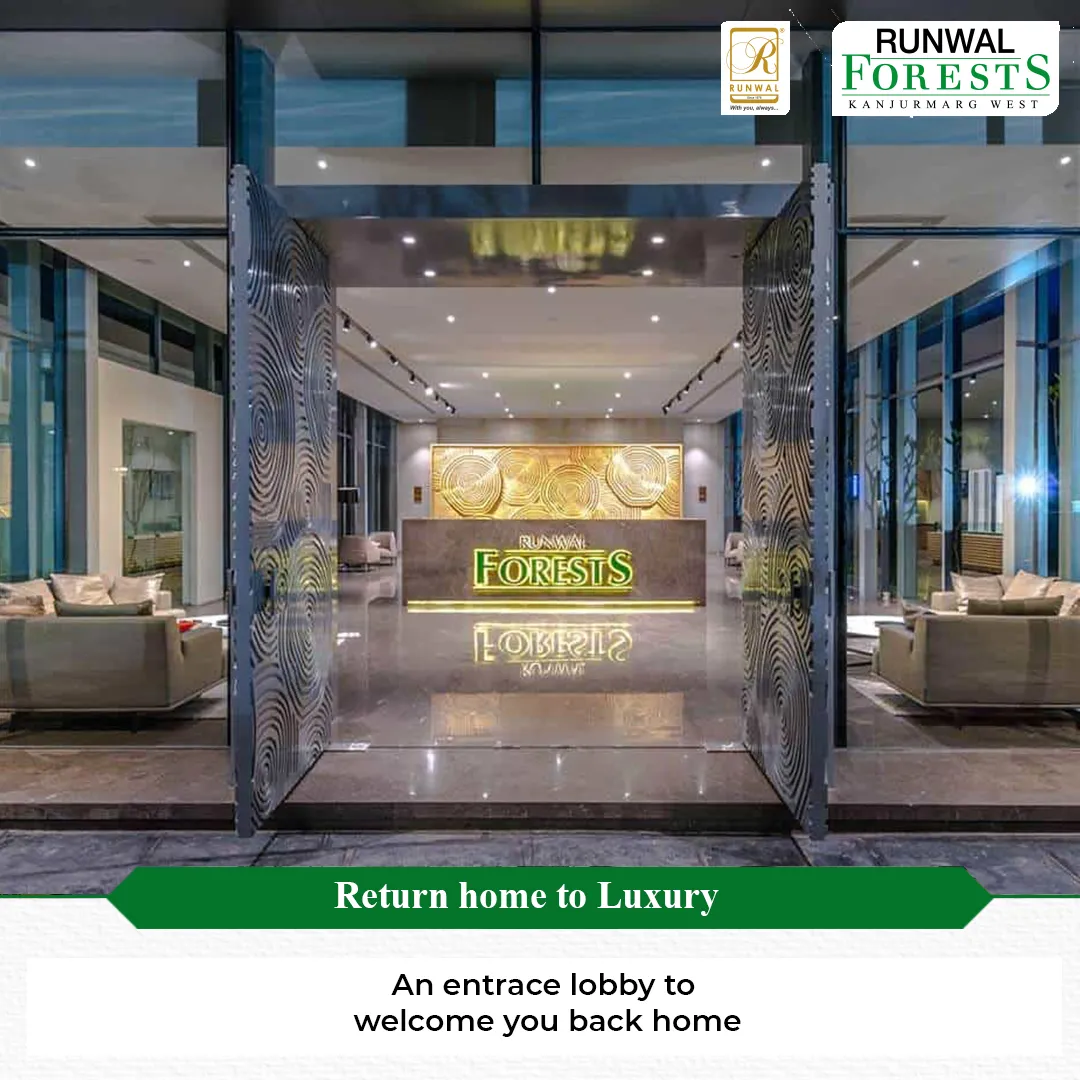 R
RUNWAL
With you, always...
RUNWAL
FORESTS
KANJURMARG WEST
RUNWAL
FORESTS
Return home to Luxury
An entrace lobby to
welcome you back home